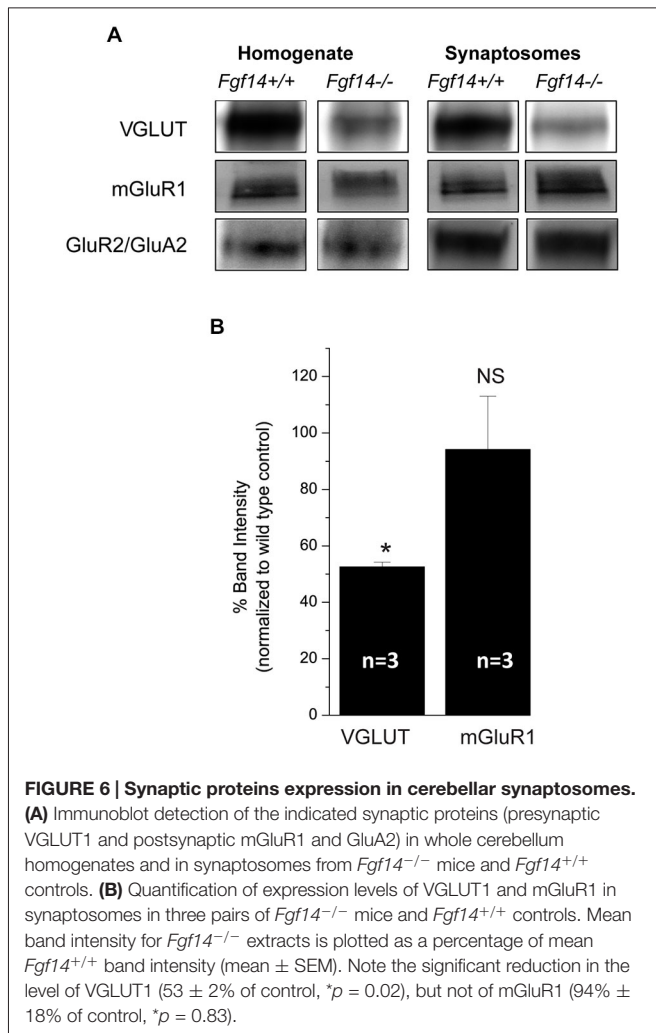 A
Homogenate Synaptosomes
Fgf14+/+ Fgf14-/- Fgf14+/+ Fgf14-/-
VGLUT
mGluR1
GluR2/GluA2
B
% Band Intensity
(normalized to wild type control)
120
100
80
60
40
20
0
*
NS
n=3
n=3
VGLUT mGluR1
FIGURE 6 | Synaptic proteins expression in cerebellar synaptosomes.
(A) Immunoblot detection of the indicated synaptic proteins (presynaptic
VGLUT1 and postsynaptic mGluR1 and GluA2) in whole cerebellum
homogenates and in synaptosomes from Fgf14−/− mice and Fgf14+/+
controls. (B) Quantification of expression levels of VGLUT1 and mGluR1 in
synaptosomes in three pairs of Fgf14−/− mice and Fgf14+/+ controls. Mean
band intensity for Fgf14−/− extracts is plotted as a percentage of mean
Fgf14+/+ band intensity (mean ± SEM). Note the significant reduction in the
level of VGLUT1 (53 ± 2% of control, *p = 0.02), but not of mGluR1 (94% ±
18% of control, *p = 0.83).